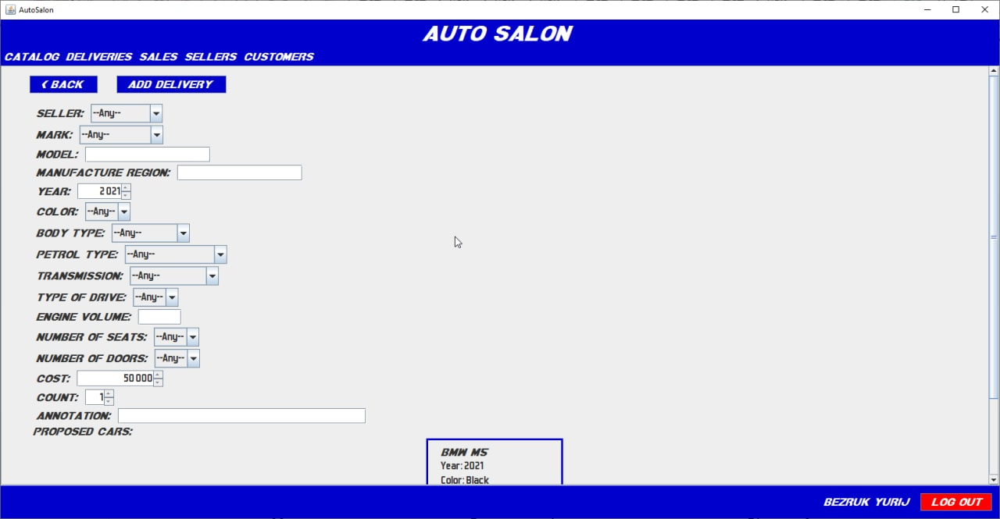 AutoSalon
AUTO SALON
CATALOG DELIVERIES SALES SELLERS CUSTOMERS
< BACK ADD DELIVERY
SELLER: --Any--
MARK: --Any--
MODEL:
MANUFACTURE REGION:
YEAR: 2 021
COLOR: --Any--
BODY TYPE: --Any--
PETROL TYPE: --Any--
TRANSMISSION: --Any--
TYPE OF DRIVE: --Any--
ENGINE VOLUME:
NUMBER OF SEATS: --Any--
NUMBER OF DOORS: --Any--
COST: 50 000
COUNT: 1
ANNOTATION:
PROPOSED CARS:
BMW M5
Year: 2021
Color: Black
BEZRUK YURIJ LOG OUT